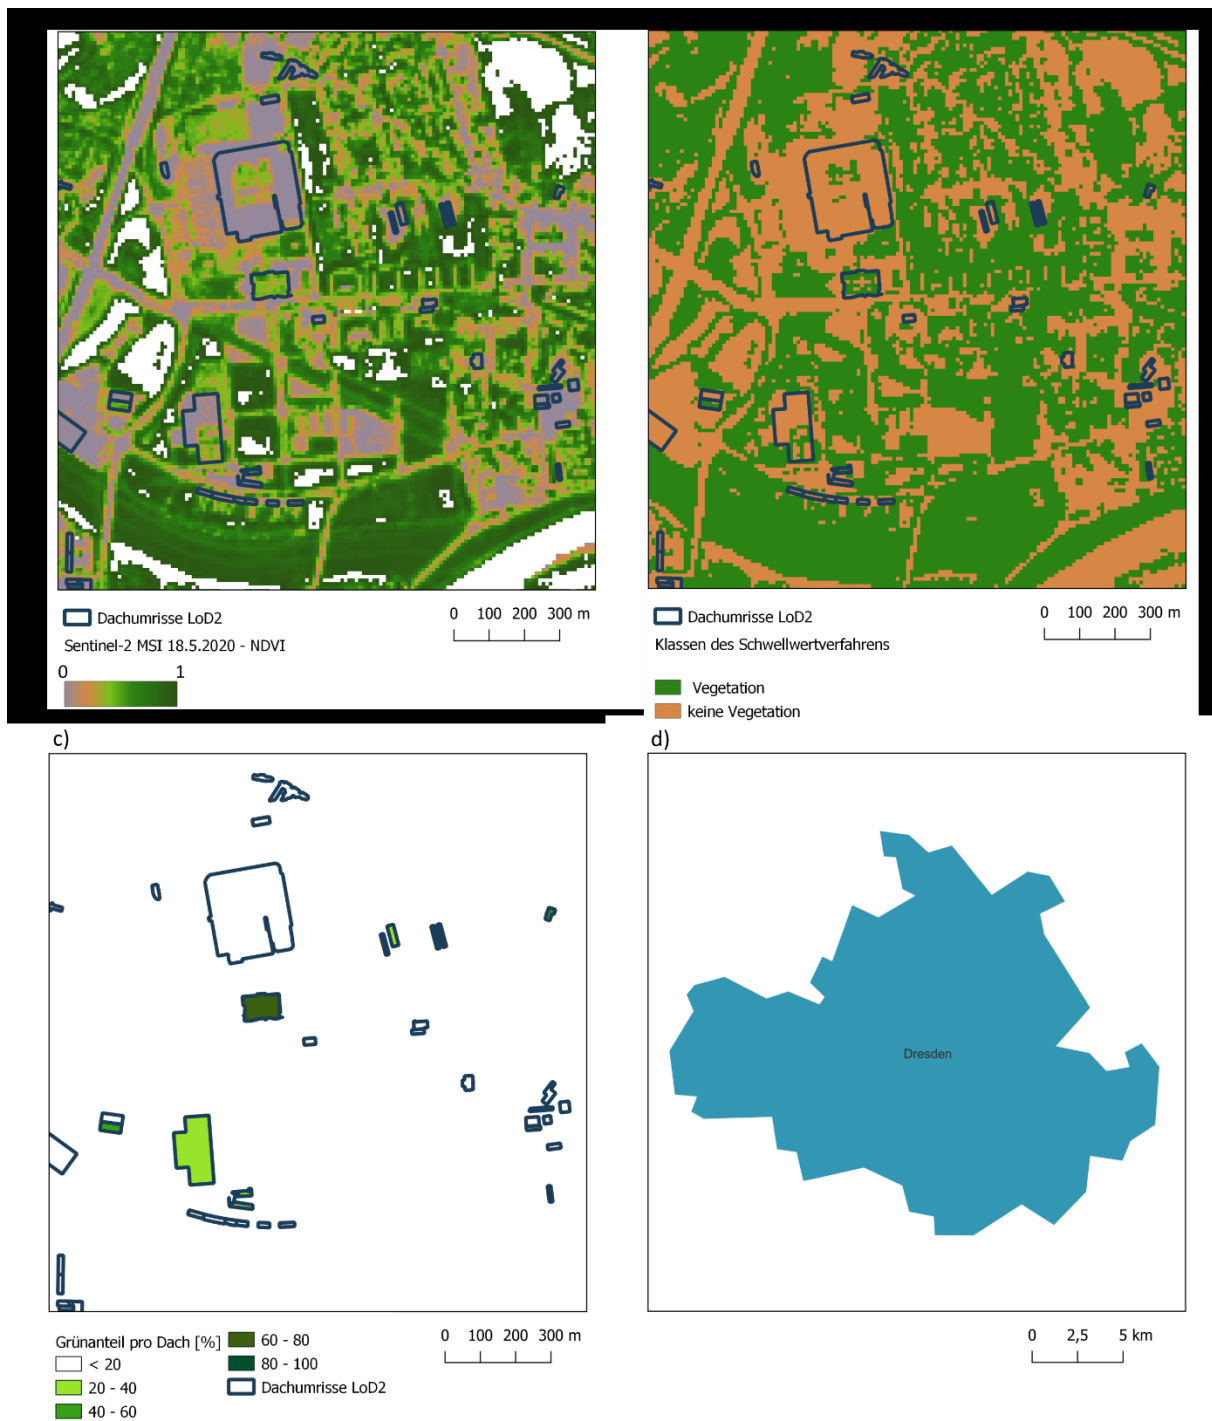 Dachumrisse LoD2
Sentinel-2 MSI 18.5.2020 - NDVI
0 1
0 100 200 300 m
Dachumrisse LoD2
Klassen des Schwellwertverfahrens
Vegetation
keine Vegetation
0 100 200 300 m
c)
Grünanteil pro Dach [%]
< 20
20 - 40
40 - 60
60 - 80
80 - 100
Dachumrisse LoD2
0 100 200 300 m
d)
Dresden
0 2,5 5 km